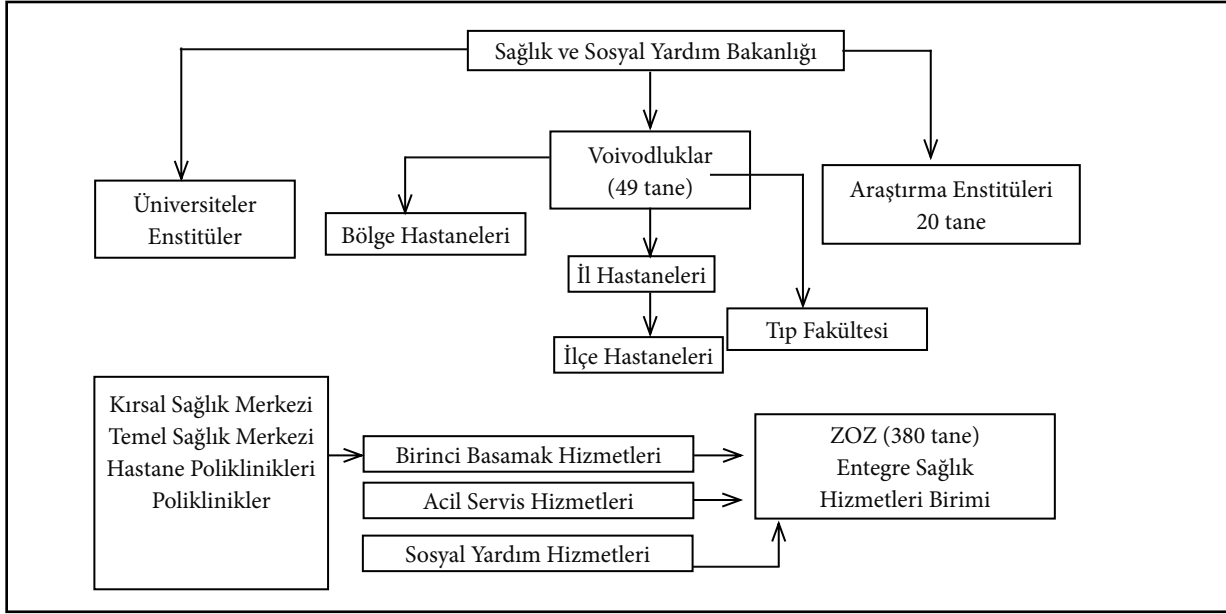 Sağlık ve Sosyal Yardım Bakanlığı
Voivodluklar
(49 tane)
Üniversiteler
Enstitüler
Bölge Hastaneleri
Araştırma Enstitüleri
20 tane
İl Hastaneleri
Tıp Fakültesi
İlçe Hastaneleri
Kırsal Sağlık Merkezi
Temel Sağlık Merkezi
Hastane Poliklinikleri
Poliklinikler
Birinci Basamak Hizmetleri
Acil Servis Hizmetleri
Sosyal Yardım Hizmetleri
ZOZ (380 tane)
Entegre Sağlık
Hizmetleri Birimi